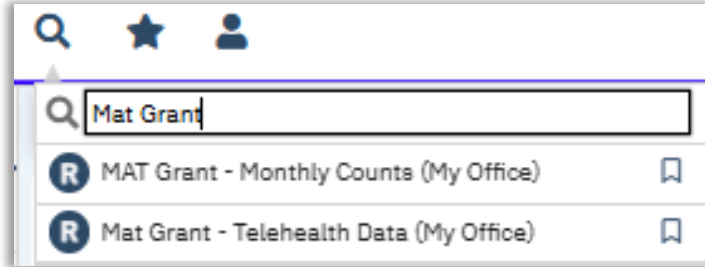 Mat Grant
R MAT Grant - Monthly Counts (My Office)
R Mat Grant - Telehealth Data (My Office)